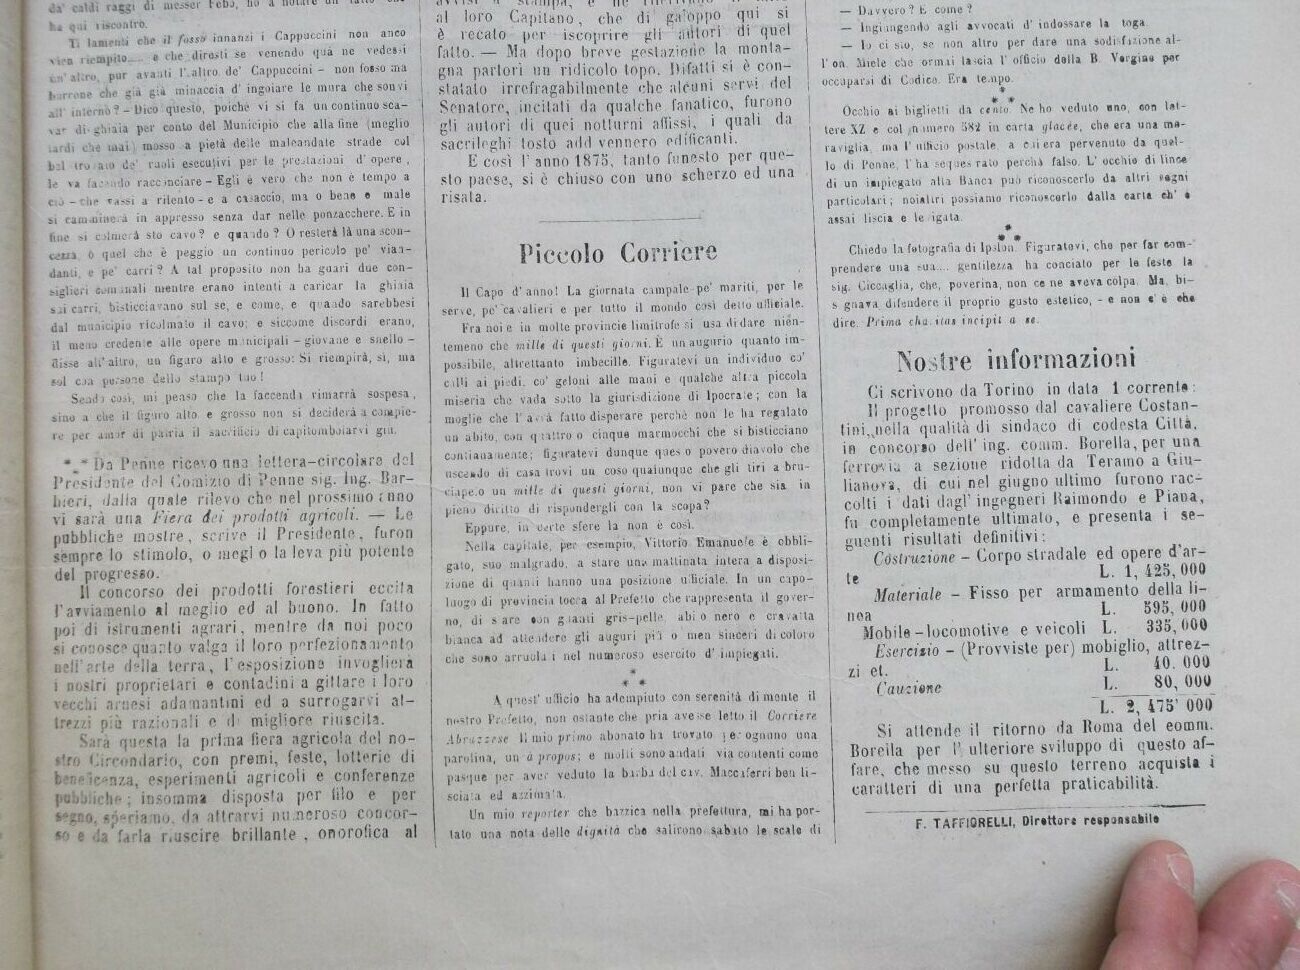 da' caldi raggi di messer Febo, ho a notare un fatto che
ha qui riscontro.
Ti lamenti che il fosso innanzi i Cappuccini non anco
vien riempito.... e che diresti se venendo qua ne vedessi
un'altro, pur avanti l'altro de' Cappuccini - non fosso ma
burrone che già già minaccia d'ingoiare le mura che son vi
all'interno? - Dico questo, poichè vi si fa un continuo sca-
var di ghiaia per conto del Municipio che alla fine (meglio
tardi che mai) mosso a pietà delle malandate strade col
bel trovato de' ruoli esecutivi per le prestazioni d'opere,
le va facendo racconciare - Egli è vero che non è tempo a
ciò - che vassi a rilento - e a casaccio, ma o bene e male
si camminerà in appresso senza dar nelle ponzacchere. E in
fine si colmerà sto cavo? e quando? O resterà là una scon-
cezza, o quel che è peggio un continuo pericolo pe' vian-
danti, e pe' carri? A tal proposito non ha guari due con-
siglieri comunali mentre erano intenti a caricar la ghiaia
sui carri, bisticciavano sul se, e come, e quando sarebbesi
dal municipio ricolmato il cavo; e siccome discordi erano,
il meno credente alle opere municipali - giovane e snello -
disse all'altro, un figuro alto e grosso: Si riempirà, sì, ma
sol con persone dello stampo tuo!
Sendo così, mi penso che la faccenda rimarrà sospesa,
sino a che il figuro alto e grosso non si deciderà a compie-
re per amor di patria il sacrificio di capitombolarvi giù.
*** Da Penne ricevo una lettera-circolare del
Presidente del Comizio di Penne sig. Ing. Bar-
bieri, dalla quale rilevo che nel prossimo anno
vi sarà una Fiera dei prodotti agricoli. — Le
pubbliche mostre, scrive il Presidente, furon
sempre lo stimolo, o meglo la leva più potente
del progresso.
Il concorso dei prodotti forestieri eccita
l'avviamento al meglio ed al buono. In fatto
poi di istrumenti agrari, mentre da noi poco
si conosce quanto valga il loro perfezionamento
nell'arte della terra, l'esposizione invoglierà
i nostri proprietari e contadini a gittare i loro
vecchi arnesi adamantini ed a surrogarvi at-
trezzi più razionali e di migliore riuscita.
Sarà questa la prima fiera agricola del no-
stro Circondario, con premi, feste, lotterie di
beneficenza, esperimenti agricoli e conferenze
pubbliche; insomma disposta per filo e per
segno, speriamo, da attrarvi numeroso concor-
so e da farla riuscire brillante, onorofica al
al loro Capitano, che di galoppo qui si
è recato per iscoprire gli autori di quel
fatto. — Ma dopo breve gestazione la monta-
gna partorì un ridicolo topo. Difatti si è con-
statato irrefragabilmente che alcuni servi del
Senatore, incitati da qualche fanatico, furono
gli autori di quei notturni affissi, i quali da
sacrileghi tosto addivennero edificanti.
E così l'anno 1875, tanto funesto per que-
sto paese, si è chiuso con uno scherzo ed una
risata.
Piccolo Corriere
Il Capo d'anno! La giornata campale pe' mariti, per le
serve, pe' cavalieri e per tutto il mondo così detto ufficiale.
Fra noi e in molte provincie limitrofe si usa di dare nien-
temeno che mille di questi giorni. È un augurio quanto im-
possibile, altrettanto imbecille. Figuratevi un individuo co'
calli ai piedi, co' geloni alle mani e qualche altra piccola
miseria che vada sotto la giurisdizione di Ipocrate; con la
moglie che l'avrà fatto disperare perchè non le ha regalato
un abito, con quattro o cinque marmocchi che si bisticciano
continuamente; figuratevi dunque questo povero diavolo che
uscendo di casa trovi un coso qualunque che gli tiri a bru-
ciapelo un mille di questi giorni, non vi pare che sia in
pieno diritto di rispondergli con la scopa?
Eppure, in certe sfere la non è così.
Nella capitale, per esempio, Vittorio Emanuele è obbli-
gato, suo malgrado, a stare una mattinata intera a disposi-
zione di quanti hanno una posizione ufficiale. In un capo-
luogo di provincia tocca al Prefetto che rappresenta il gover-
no, di stare con guanti gris-pelle, abito nero e cravatta
bianca ad attendere gli auguri più o men sinceri di coloro
che sono arruolati nel numeroso esercito d'impiegati.
***
A quest'ufficio ha adempiuto con serenità di mente il
nostro Prefetto, non ostante che pria avesse letto il Corriere
Abruzzese Il mio primo abonato ha trovato per ognuno una
parolina, un à propos; e molti sono andati via contenti come
pasque per aver veduto la barba del cav. Maccaferri ben li-
sciata ed azzimata.
Un mio reporter che bazzica nella prefettura, mi ha por-
tato una nota delle dignità che salirono sabato le scale di
— Davvero? E come?
— Ingiungendo agli avvocati d'indossare la toga.
— Io ci sto, se non altro per dare una sodisfazione al-
l'on. Miele che ormai lascia l'officio della B. Vergine per
occuparsi di Codico. Era tempo.
***
Occhio ai biglietti da cento. Ne ho veduto uno, con let-
tere XZ e col numero 582 in carta glacée, che era una ma-
raviglia, ma l'ufficio postale, a cui era pervenuto da quel-
lo di Penne, l'ha sequestrato perchè falso. L'occhio di lince
di un impiegato alla Banca può riconoscerlo da altri segni
particolari; noialtri possiamo riconoscerlo dalla carta ch'è
assai liscia e le igata.
***
Chiedo la fotografia di Ipslon. Figuratevi, che per far com-
prendere una sua.... gentilezza ha conciato per le feste la
sig. Ciccaglia, che, poverina, non ce ne aveva colpa. Ma, bi-
sognava difendere il proprio gusto estetico, - e non c'è che
dire. Prima charitas incipit a se.
Nostre informazioni
Ci scrivono da Torino in data 1 corrente:
Il progetto promosso dal cavaliere Costan-
tini, nella qualità di sindaco di codesta Città,
in concorso dell'ing. comm. Borella, per una
ferrovia a sezione ridotta da Teramo a Giu-
lianova, di cui nel giugno ultimo furono rac-
colti i dati dagl'ingegneri Raimondo e Piana,
fu completamente ultimato, e presenta i se-
guenti risultati definitivi:
Costruzione - Corpo stradale ed opere d'ar-
te L. 1, 425, 000
Materiale - Fisso per armamento della li-
nea L. 595, 000
Mobile-locomotive e veicoli L. 335, 000
Esercizio - (Provviste per) mobiglio, attrez-
zi et. L. 40. 000
Cauzione L. 80, 000
L. 2, 475' 000
Si attende il ritorno da Roma del comm.
Borella per l'ulteriore sviluppo di questo af-
fare, che messo su questo terreno acquista i
caratteri di una perfetta praticabilità.
F. TAFFIORELLI, Direttore responsabile